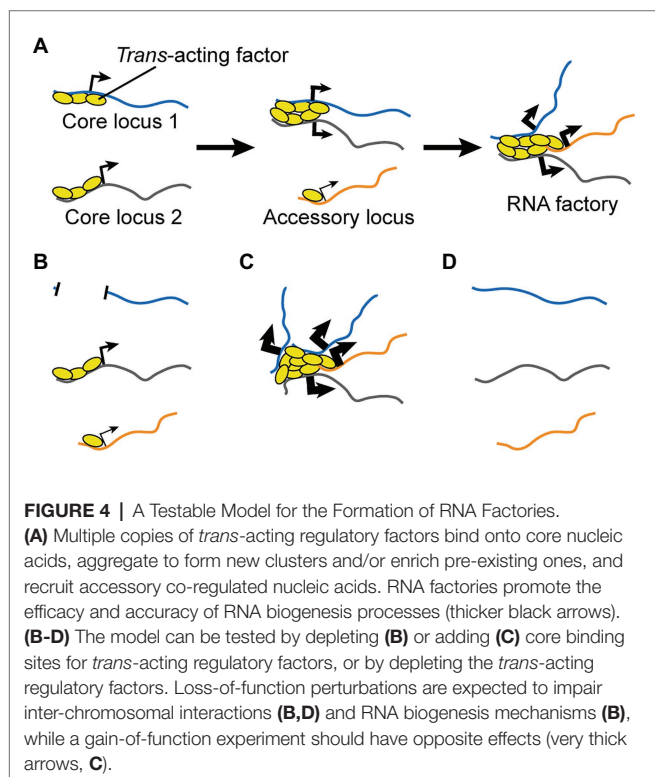 A
Trans-acting factor
Core locus 1
Core locus 2
Accessory locus
RNA factory
B
C
D
FIGURE 4 | A Testable Model for the Formation of RNA Factories.
(A) Multiple copies of trans-acting regulatory factors bind onto core nucleic
acids, aggregate to form new clusters and/or enrich pre-existing ones, and
recruit accessory co-regulated nucleic acids. RNA factories promote the
efficacy and accuracy of RNA biogenesis processes (thicker black arrows).
(B-D) The model can be tested by depleting (B) or adding (C) core binding
sites for trans-acting regulatory factors, or by depleting the trans-acting
regulatory factors. Loss-of-function perturbations are expected to impair
inter-chromosomal interactions (B,D) and RNA biogenesis mechanisms (B),
while a gain-of-function experiment should have opposite effects (very thick
arrows, C).